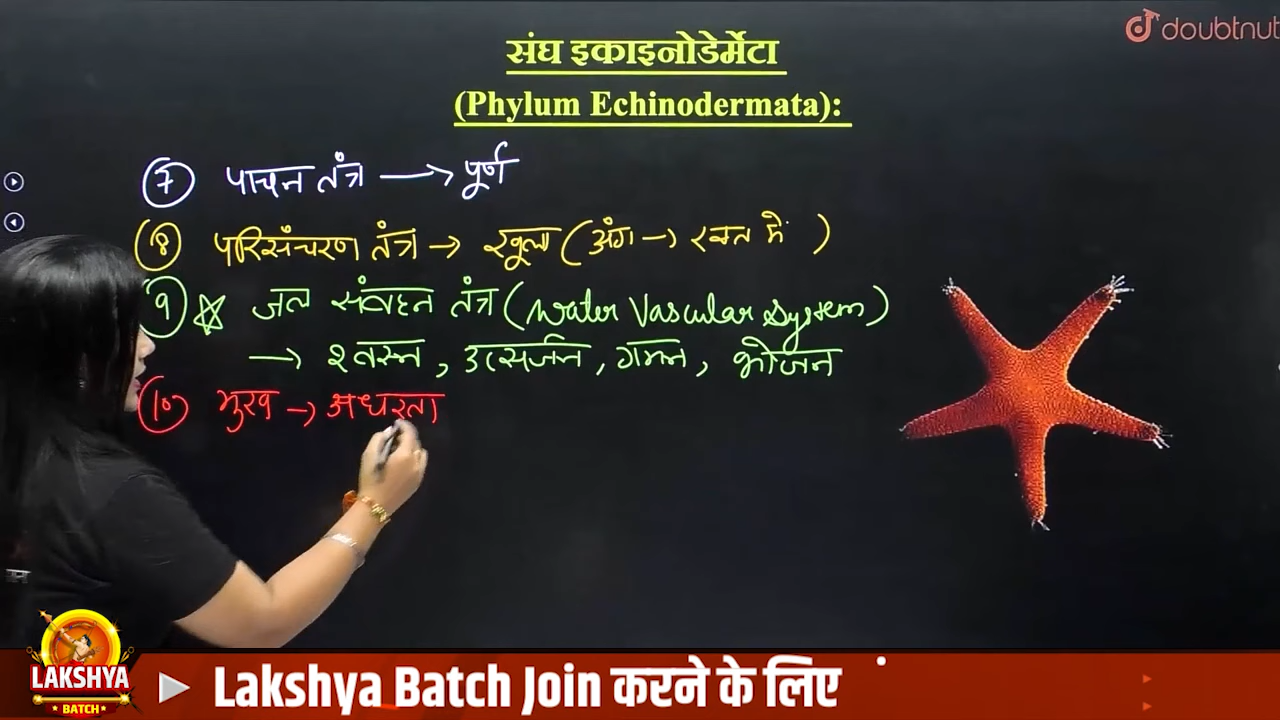 doubtnut
संघ इकाइनोडेर्मेटा
(Phylum Echinodermata):
7 पाचन तंत्र → पूर्ण
8 परिसंचरण तंत्र → खुला (अंग → रक्त में)
9 ☆ जल संवहन तंत्र (Water Vascular System)
→ श्वसन, उत्सर्जन, गमन, भोजन
10 मुख → अधरता
LAKSHYA
BATCH
Lakshya Batch Join करने के लिए